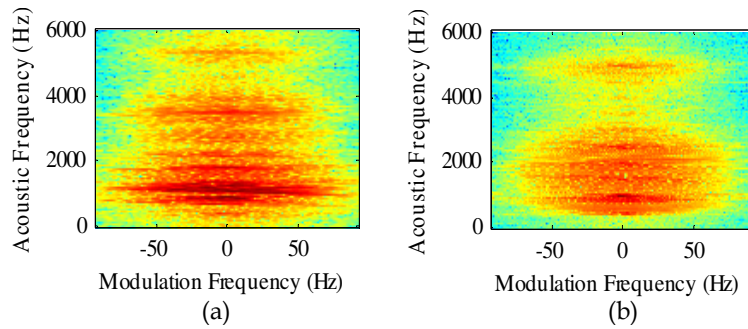 Acoustic Frequency (Hz)
6000
4000
2000
0
-50 0 50
Modulation Frequency (Hz)
(a)
Acoustic Frequency (Hz)
6000
4000
2000
0
-50 0 50
Modulation Frequency (Hz)
(b)